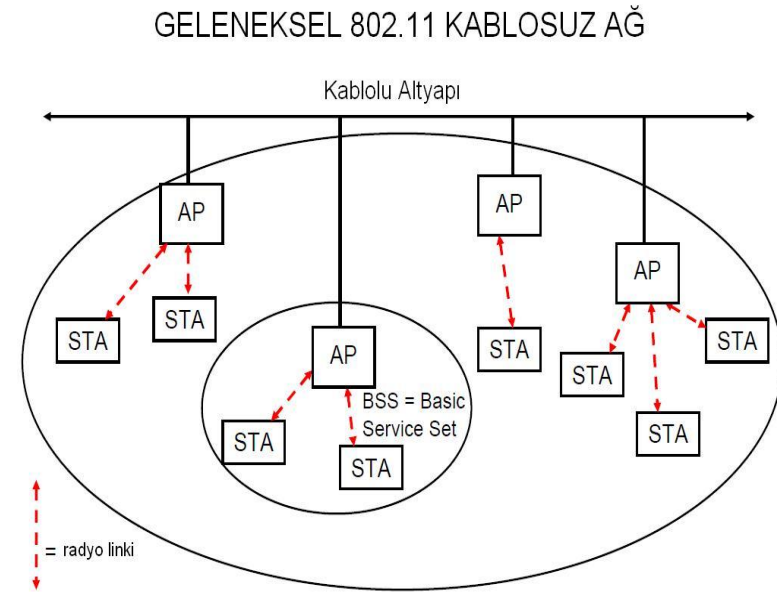 GELENEKSEL 802.11 KABLOSUZ AĞ
Kablolu Altyapı
AP
AP
AP
STA
STA
AP
STA
STA
STA
BSS = Basic
Service Set
STA
STA
STA
STA
= radyo linki